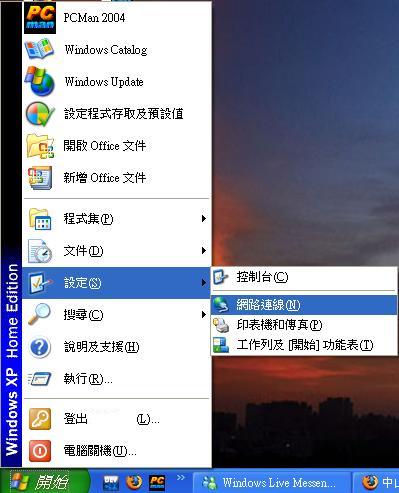 PC man
PCMan 2004
Windows Catalog
Windows Update
設定程式存取及預設值
開啟 Office 文件
新增 Office 文件
程式集(P)
文件(D)
設定(S)
搜尋(C)
說明及支援(H)
執行(R)...
登出 (L)...
電腦關機(U)...
Windows XP Home Edition
控制台(C)
網路連線(N)
印表機和傳真(P)
工作列及 [開始] 功能表(T)
開始
PC man
Windows Live Messen...
中山